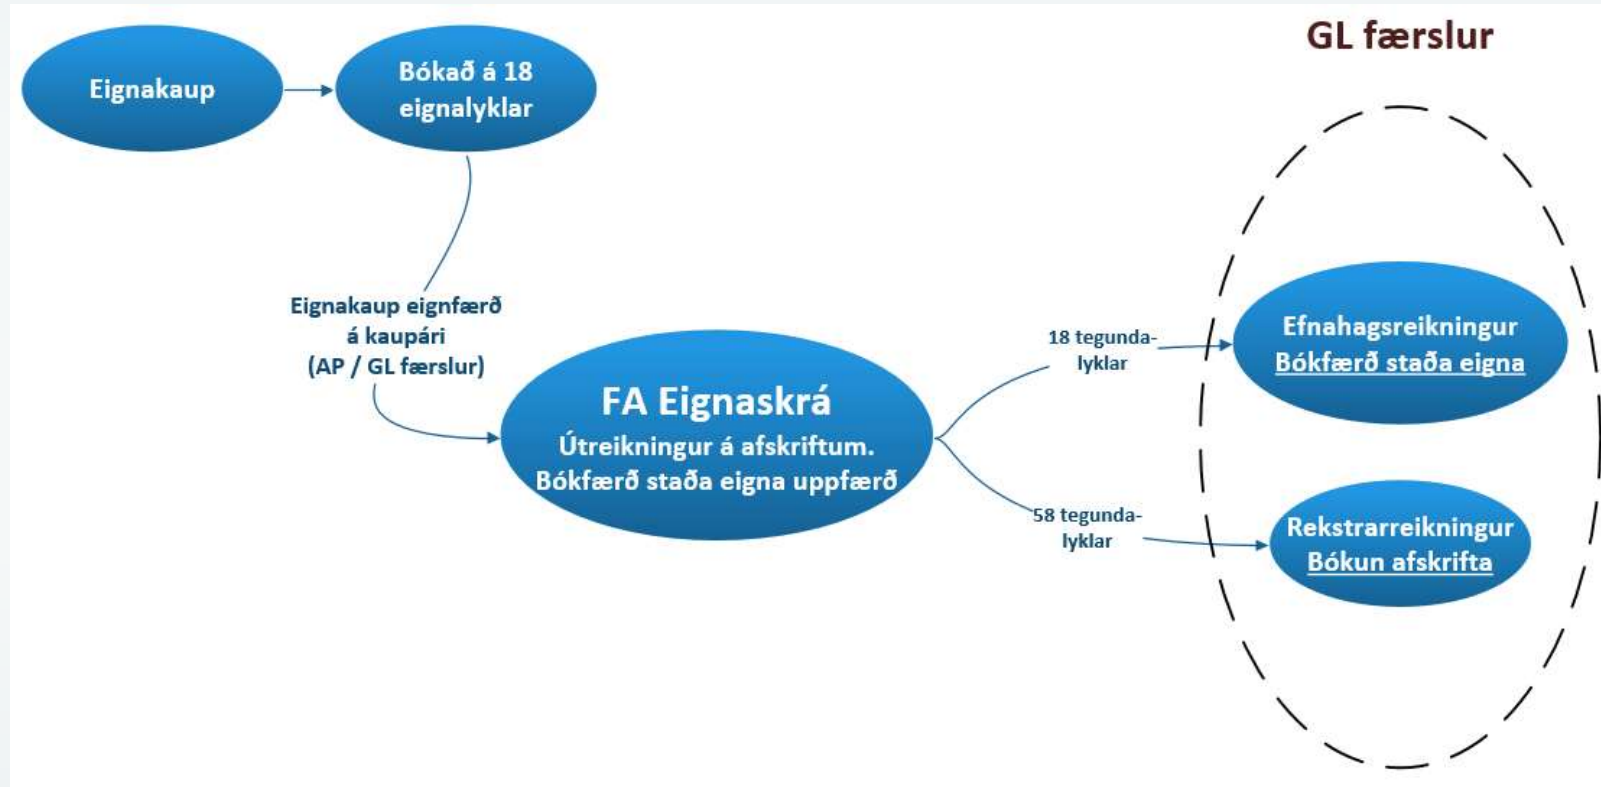 GL færslur
Eignakaup
Bókað á 18
eignalyklar
Eignakaup eignfærð
á kaupári
(AP / GL færslur)
FA Eignaskrá
Útreikningur á afskriftum.
Bókfærð staða eigna uppfærð
18 tegunda-
lyklar
Efnahagsreikningur
Bókfærð staða eigna
58 tegunda-
lyklar
Rekstrarreikningur
Bókun afskrifta